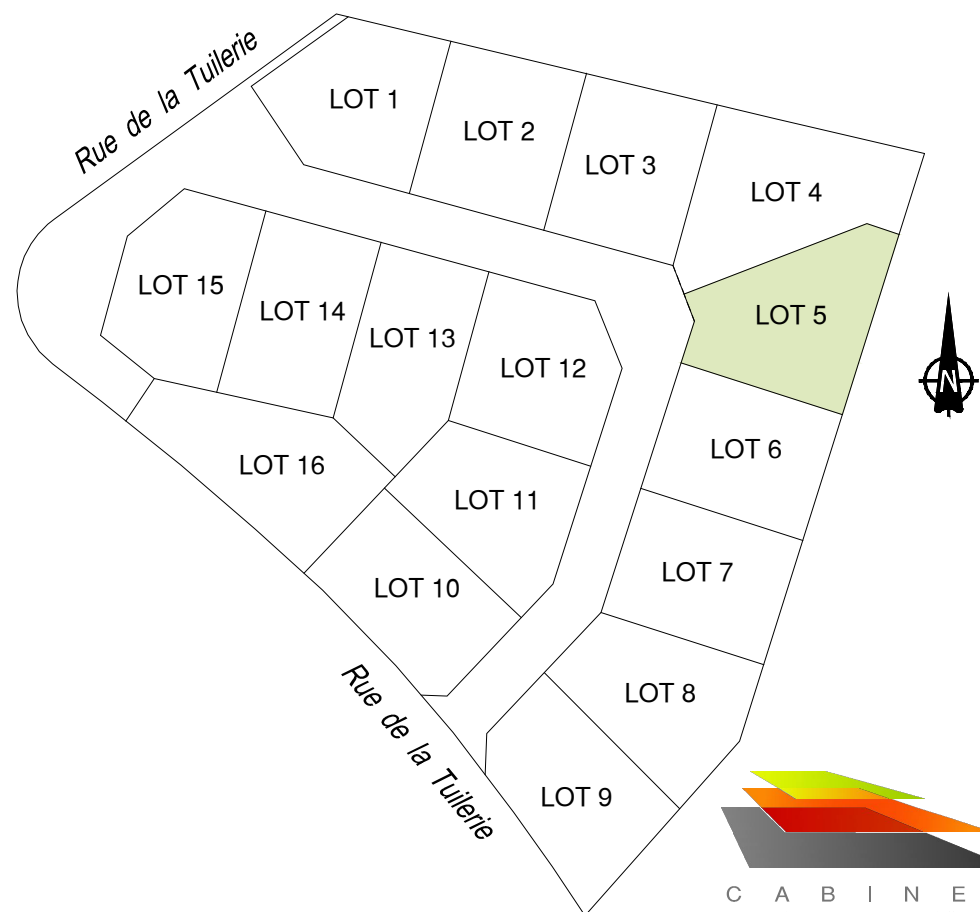 Rue de la Tuilerie
LOT 1
LOT 2
LOT 3
LOT 4
LOT 5
LOT 15
LOT 14
LOT 13
LOT 12
N
LOT 6
LOT 16
LOT 11
LOT 7
LOT 10
LOT 8
Rue de la Tuilerie
LOT 9
C A B I N E